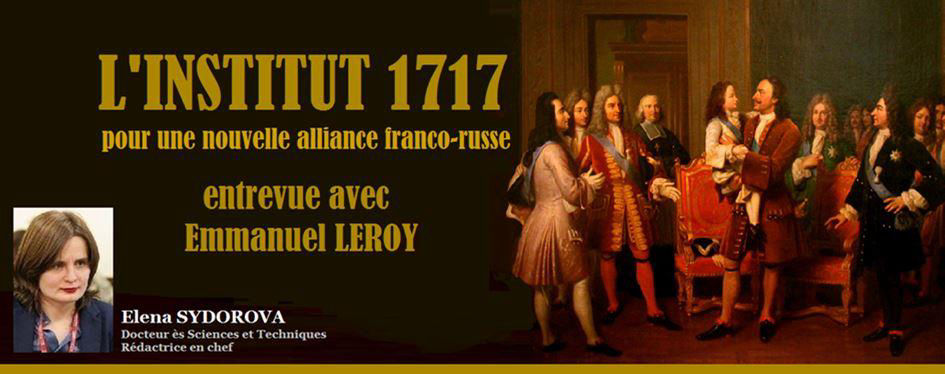 L'INSTITUT 1717
pour une nouvelle alliance franco-russe
entrevue avec
Emmanuel LEROY
Elena SYDOROVA
Docteur ès Sciences et Techniques
Rédactrice en chef